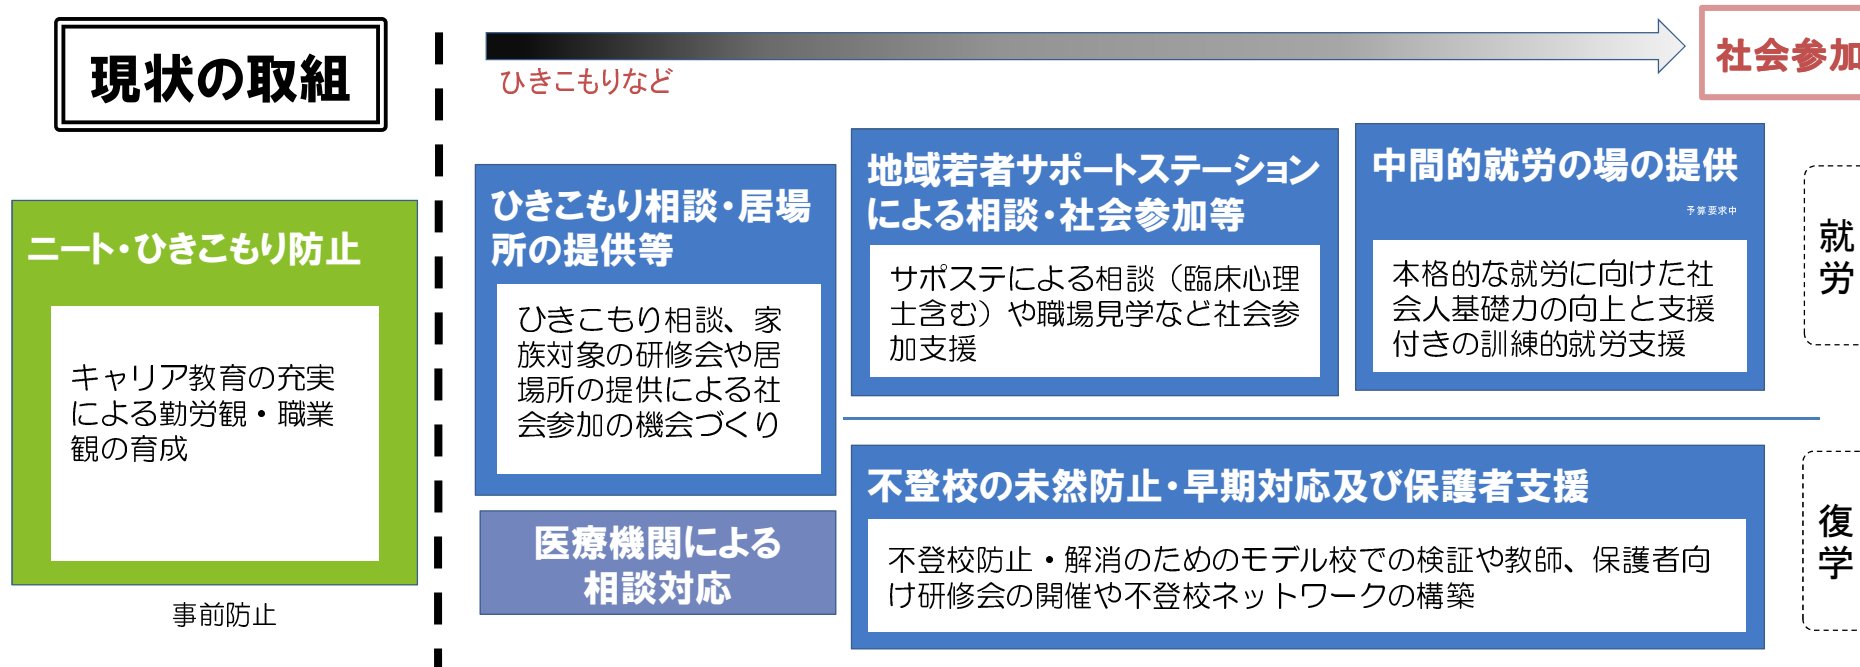 現状の取組
ひきこもりなど
社会参加
ニート・ひきこもり防止
キャリア教育の充実
による勤労観・職業
観の育成
事前防止
ひきこもり相談・居場
所の提供等
ひきこもり相談、家
族対象の研修会や居
場所の提供による社
会参加の機会づくり
医療機関による
相談対応
地域若者サポートステーション
による相談・社会参加等
サポステによる相談（臨床心理
士含む）や職場見学など社会参
加支援
中間的就労の場の提供
予算要求中
本格的な就労に向けた社
会人基礎力の向上と支援
付きの訓練的就労支援
就
労
不登校の未然防止・早期対応及び保護者支援
不登校防止・解消のためのモデル校での検証や教師、保護者向
け研修会の開催や不登校ネットワークの構築
復
学